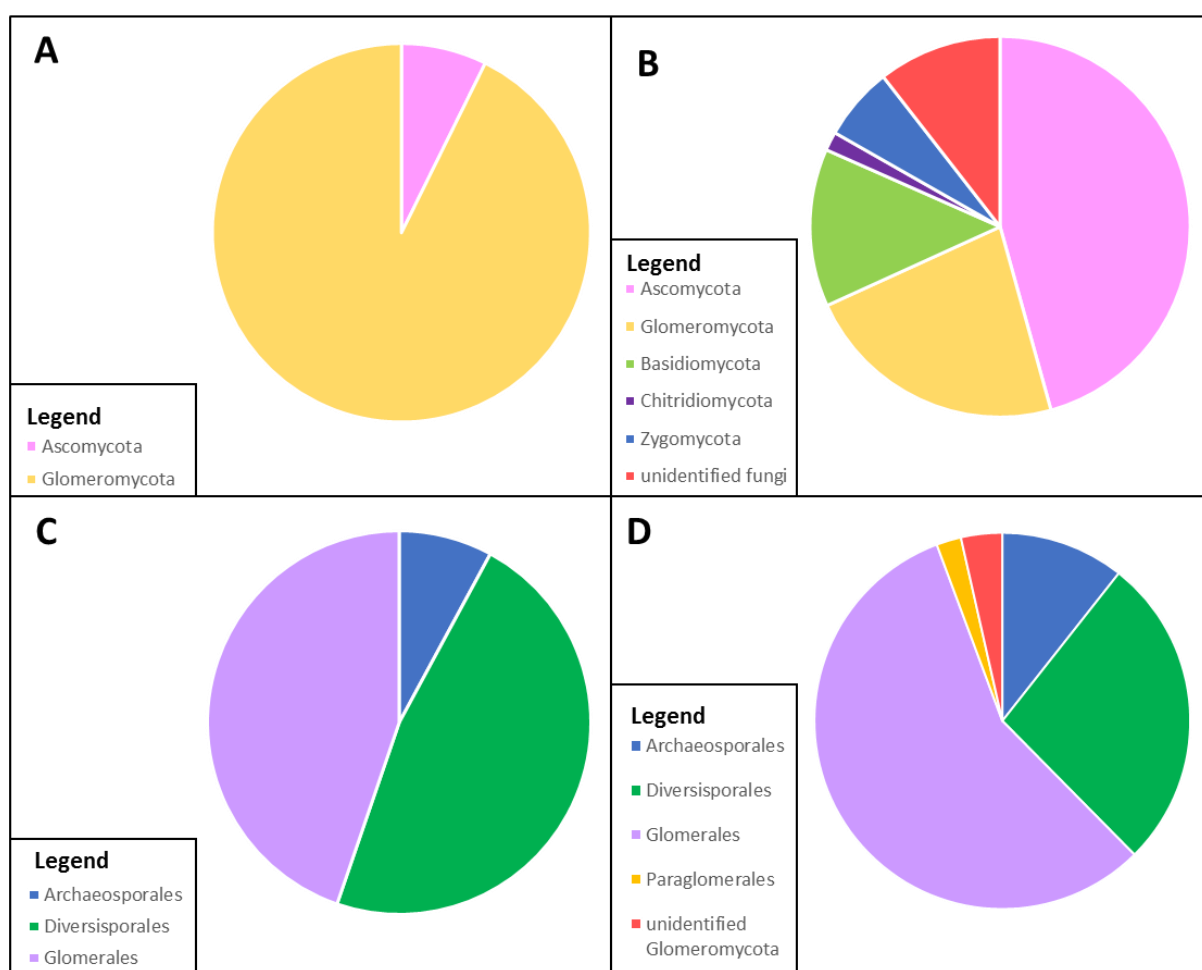 A
Legend
Ascomycota
Glomeromycota
B
Legend
Ascomycota
Glomeromycota
Basidiomycota
Chitridiomycota
Zygomycota
unidentified fungi
C
Legend
Archaeosporales
Diversisporales
Glomerales
D
Legend
Archaeosporales
Diversisporales
Glomerales
Paraglomerales
unidentified
Glomeromycota